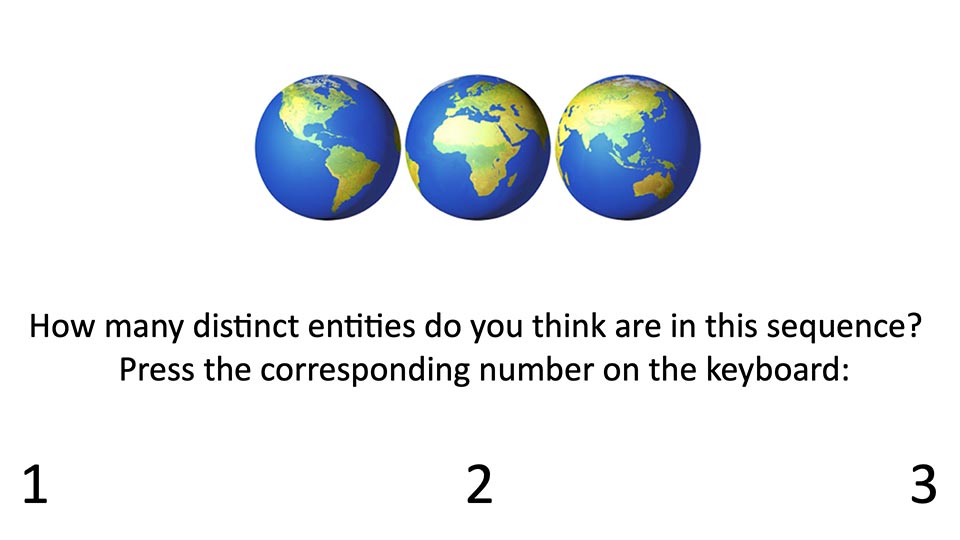 How many distinct entities do you think are in this sequence?
Press the corresponding number on the keyboard:
1 2 3